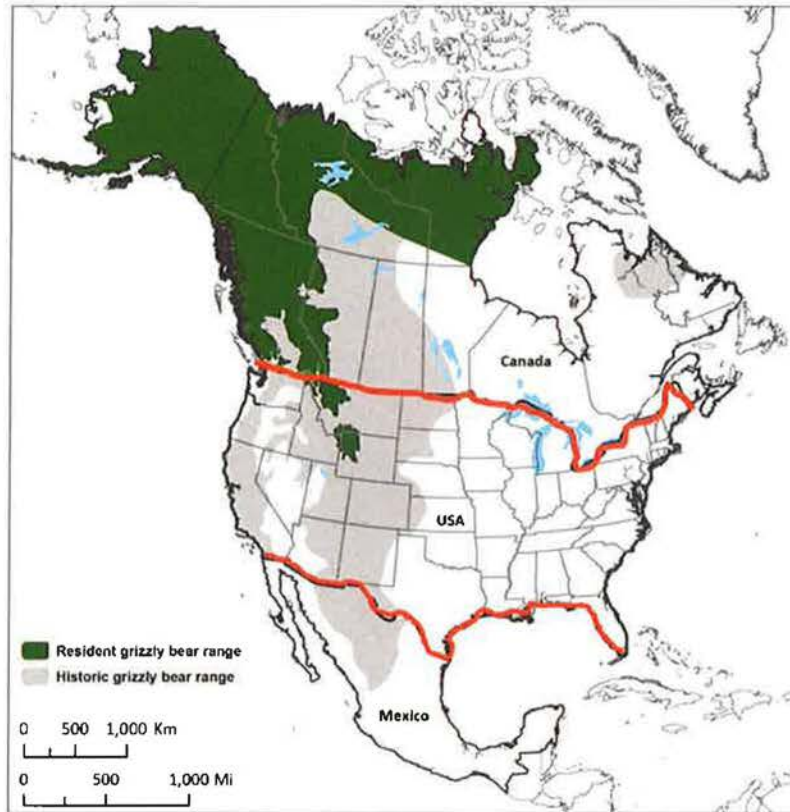 Canada
USA
Resident grizzly bear range
Historic grizzly bear range
Mexico
0 500 1,000 Km
0 500 1,000 Mi